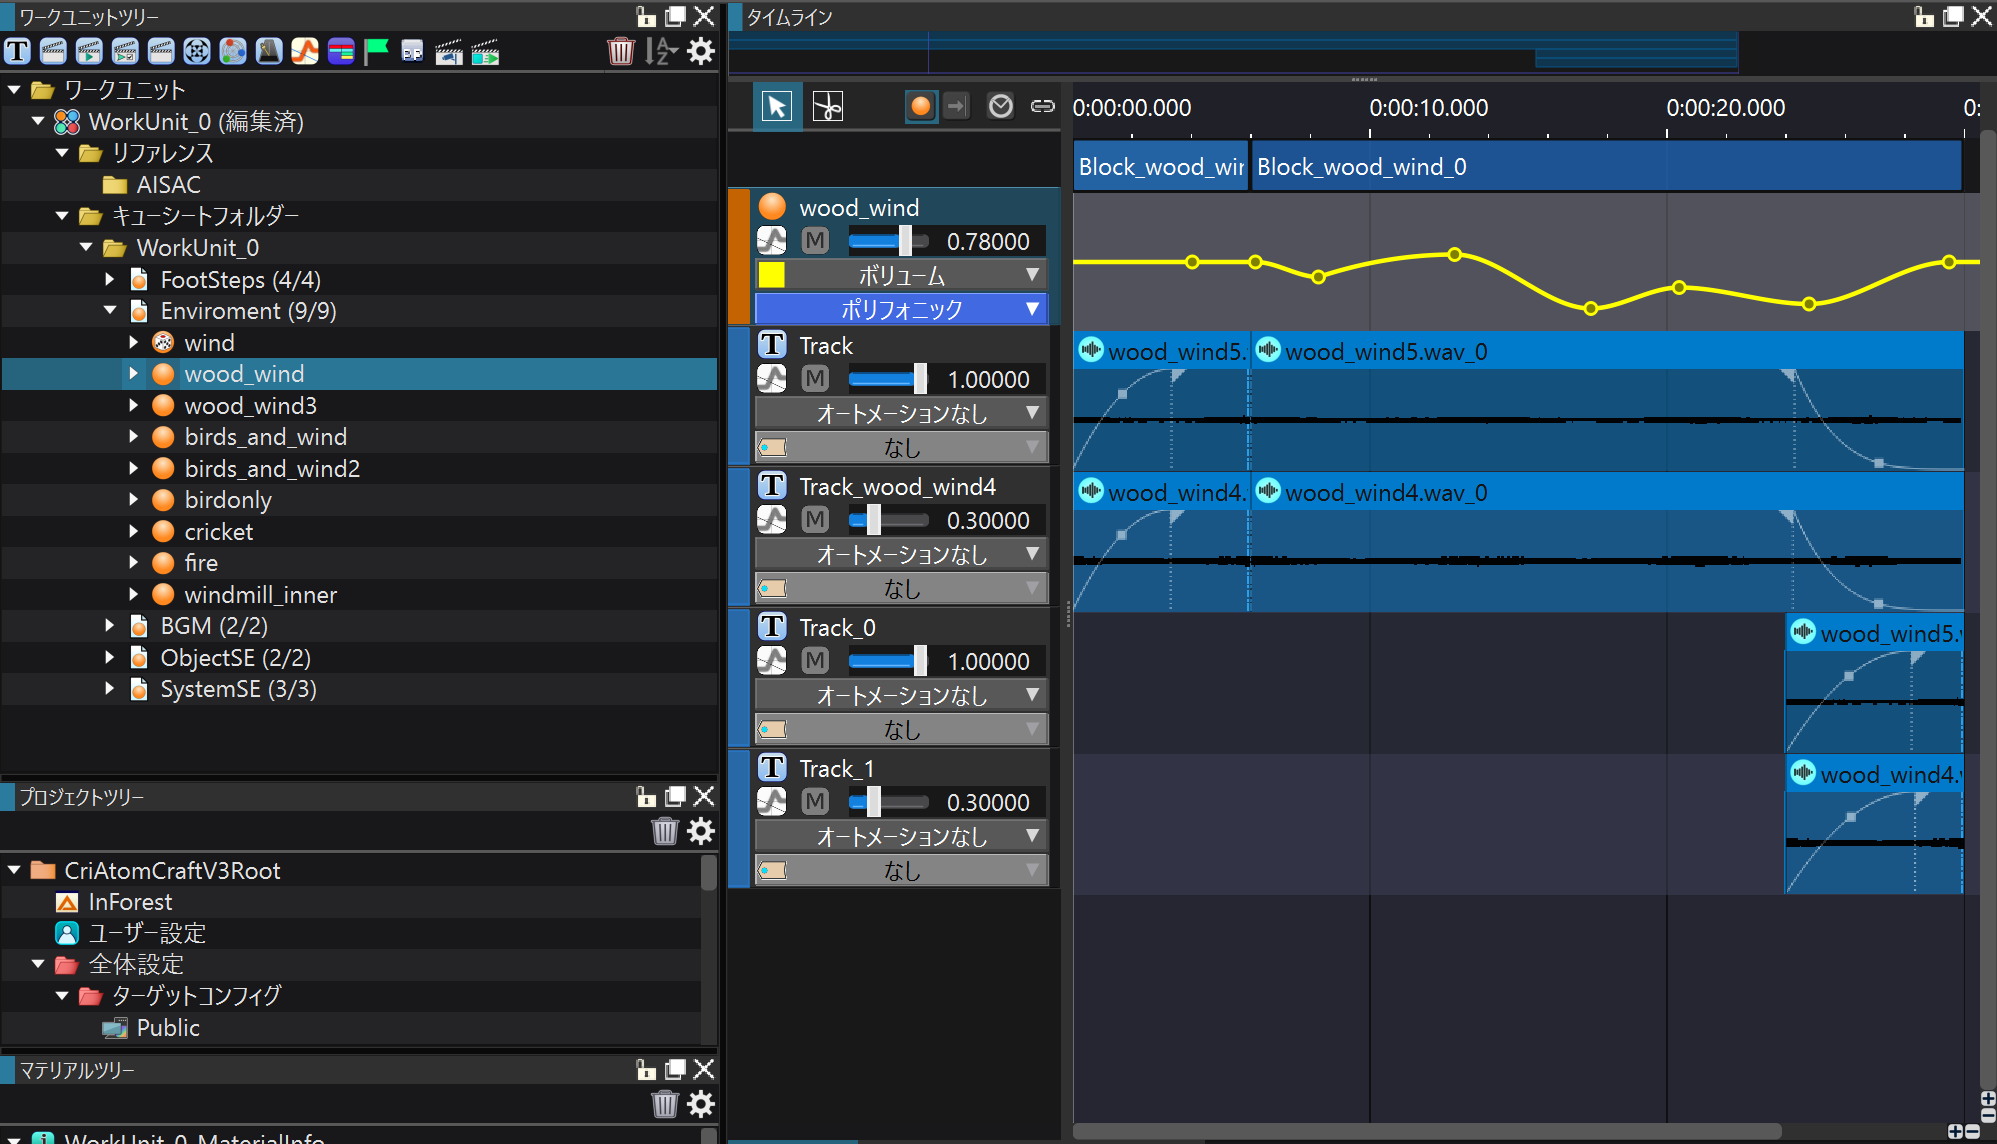 ワークユニットツリー
ワークユニット
WorkUnit_0 (編集済)
リファレンス
AISAC
キューシートフォルダー
WorkUnit_0
FootSteps (4/4)
Enviroment (9/9)
wind
wood_wind
wood_wind3
birds_and_wind
birds_and_wind2
birdonly
cricket
fire
windmill_inner
BGM (2/2)
ObjectSE (2/2)
SystemSE (3/3)
プロジェクトツリー
CriAtomCraftV3Root
InForest
ユーザー設定
全体設定
ターゲットコンフィグ
Public
マテリアルツリー
WorkUnit_0_MaterialInfo
タイムライン
0:00:00.000 0:00:10.000 0:00:20.000 0:
Block_wood_wir Block_wood_wind_0
wood_wind
M 0.78000
ボリューム
ポリフォニック
T Track
M 1.00000
オートメーションなし
なし
wood_wind5. wood_wind5.wav_0
T Track_wood_wind4
M 0.30000
オートメーションなし
なし
wood_wind4. wood_wind4.wav_0
T Track_0
M 1.00000
オートメーションなし
なし
wood_wind5.
T Track_1
M 0.30000
オートメーションなし
なし
wood_wind4.